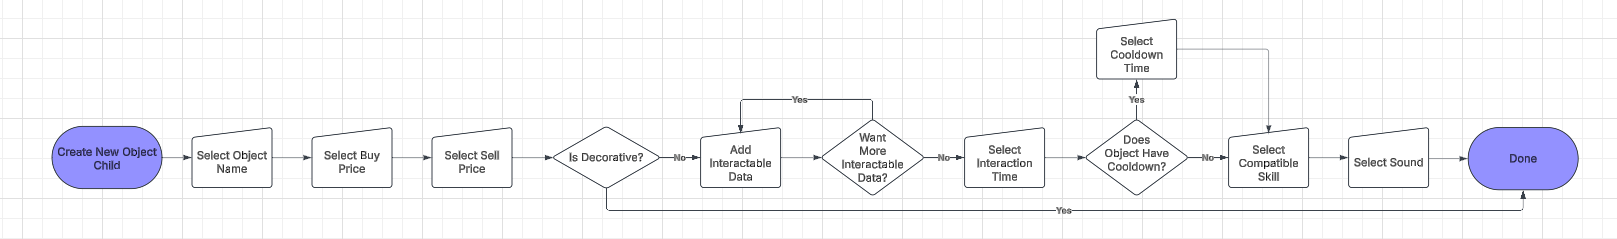 Create New Object
Child
Select Object
Name
Select Buy
Price
Select Sell
Price
Is Decorative?
No
Yes
Add
Interactable
Data
Yes
Want
More
Interactable
Data?
No
Select
Interaction
Time
Does
Object Have
Cooldown?
Yes
Select
Cooldown
Time
No
Select
Compatible
Skill
Select Sound
Done